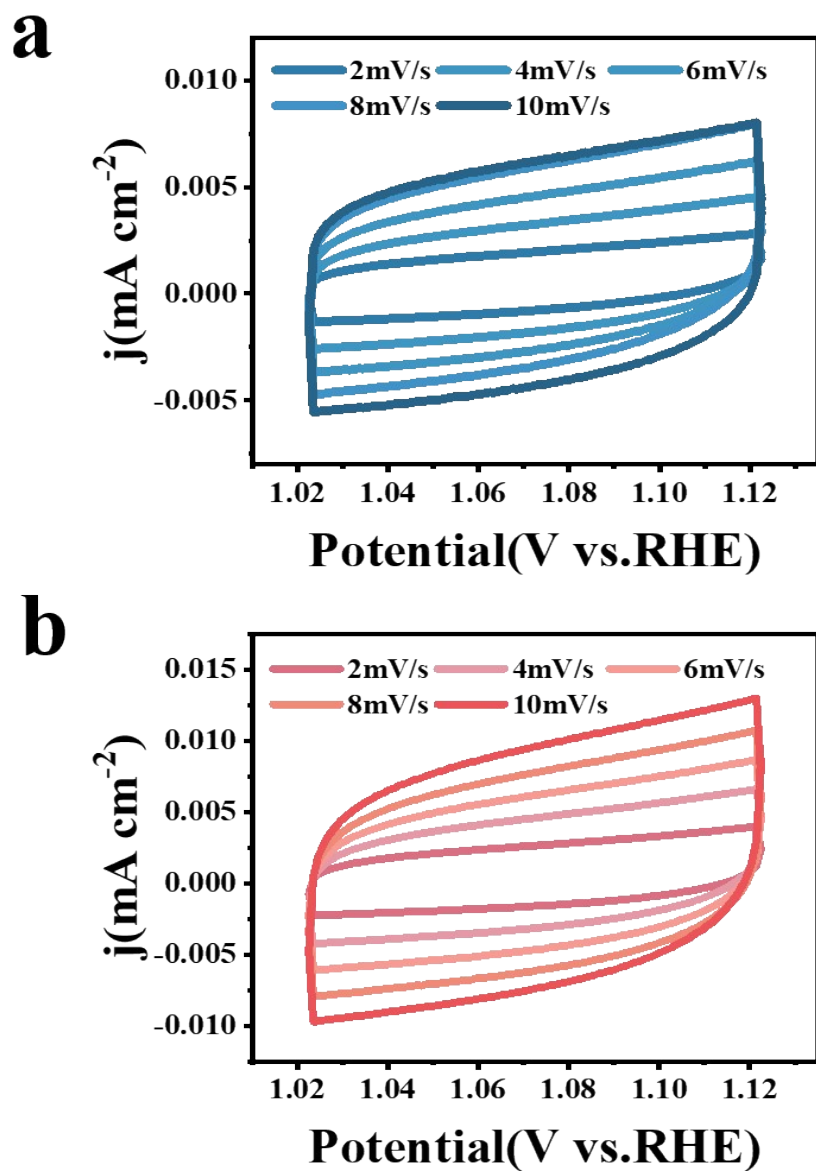 a
2mV/s 4mV/s 6mV/s
8mV/s 10mV/s
0.010
0.005
0.000
-0.005
j(mA cm-2)
1.02 1.04 1.06 1.08 1.10 1.12
Potential(V vs.RHE)
b
2mV/s 4mV/s 6mV/s
8mV/s 10mV/s
0.015
0.010
0.005
0.000
-0.005
-0.010
j(mA cm-2)
1.02 1.04 1.06 1.08 1.10 1.12
Potential(V vs.RHE)